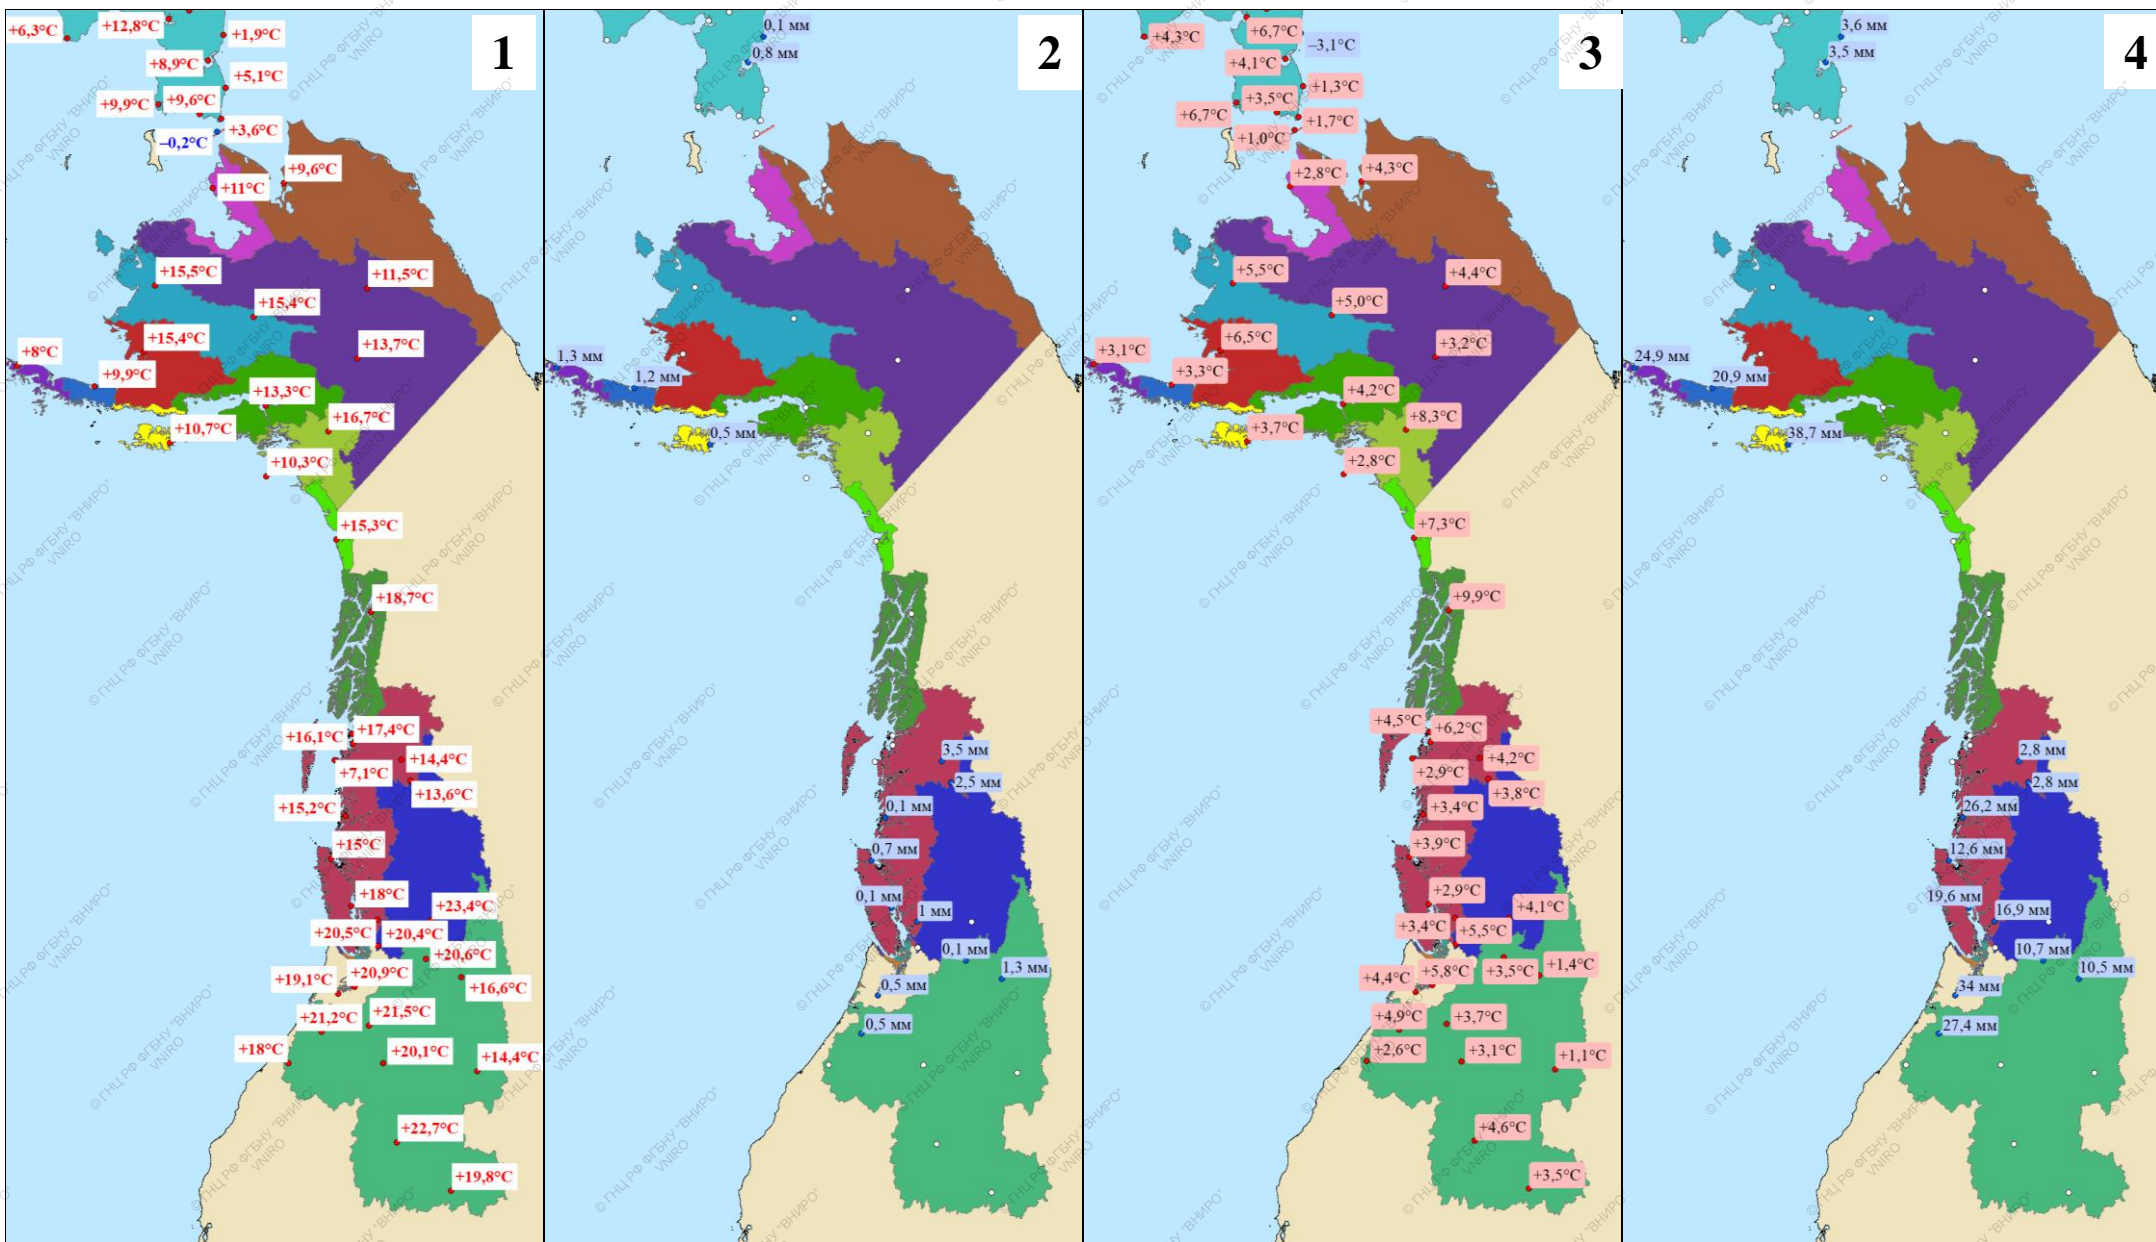 1
+6,3°C
+12,8°C
+1,9°C
+8,9°C
+5,1°C
+9,9°C
+9,6°C
+3,6°C
–0,2°C
+9,6°C
+11°C
+15,5°C
+11,5°C
+15,4°C
+15,4°C
+13,7°C
+8°C
+9,9°C
+13,3°C
+16,7°C
+10,7°C
+10,3°C
+15,3°C
+18,7°C
+17,4°C
+16,1°C
+14,4°C
+7,1°C
+13,6°C
+15,2°C
+15°C
+18°C
+23,4°C
+20,5°C
+20,4°C
+20,6°C
+20,9°C
+19,1°C
+16,6°C
+21,2°C
+21,5°C
+18°C
+20,1°C
+14,4°C
+22,7°C
+19,8°C
2
0,1 мм
0,8 мм
1,3 мм
1,2 мм
0,5 мм
3,5 мм
2,5 мм
0,1 мм
0,7 мм
0,1 мм
1 мм
0,1 мм
1,3 мм
0,5 мм
0,5 мм
3
+4,3°C
+6,7°C
–3,1°C
+4,1°C
+1,3°C
+3,5°C
+6,7°C
+1,7°C
+1,0°C
+4,3°C
+2,8°C
+5,5°C
+4,4°C
+5,0°C
+6,5°C
+3,2°C
+3,1°C
+3,3°C
+4,2°C
+8,3°C
+3,7°C
+2,8°C
+7,3°C
+9,9°C
+4,5°C
+6,2°C
+4,2°C
+2,9°C
+3,8°C
+3,4°C
+3,9°C
+2,9°C
+4,1°C
+3,4°C
+5,5°C
+1,4°C
+5,8°C
+3,5°C
+4,4°C
+4,9°C
+3,7°C
+2,6°C
+3,1°C
+1,1°C
+4,6°C
+3,5°C
4
3,6 мм
3,5 мм
24,9 мм
20,9 мм
38,7 мм
2,8 мм
2,8 мм
26,2 мм
12,6 мм
19,6 мм
16,9 мм
10,7 мм
10,5 мм
34 мм
27,4 мм
© ГНЦ РФ ФГБНУ "ВНИРО"
VNIRO